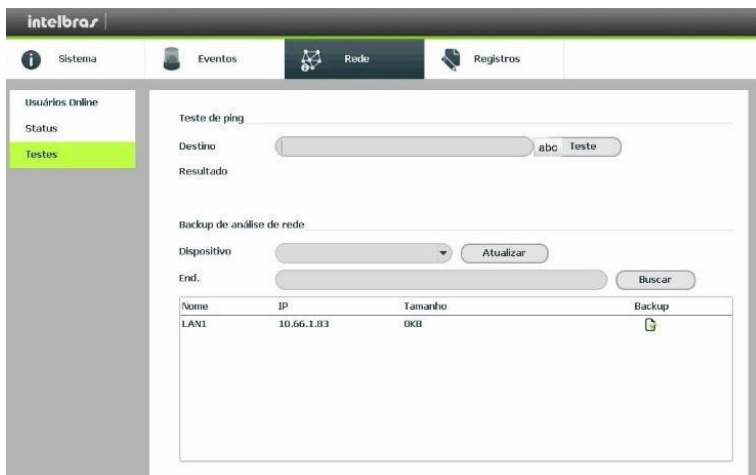 intelbras
Sistema
Eventos
Rede
Registros
Usuários Online
Status
Testes
Teste de ping
Destino
abc
Teste
Resultado
Backup de análise de rede
Dispositivo
Atualizar
End.
Buscar
Nome IP Tamanho Backup
LAN1 10.66.1.83 0KB